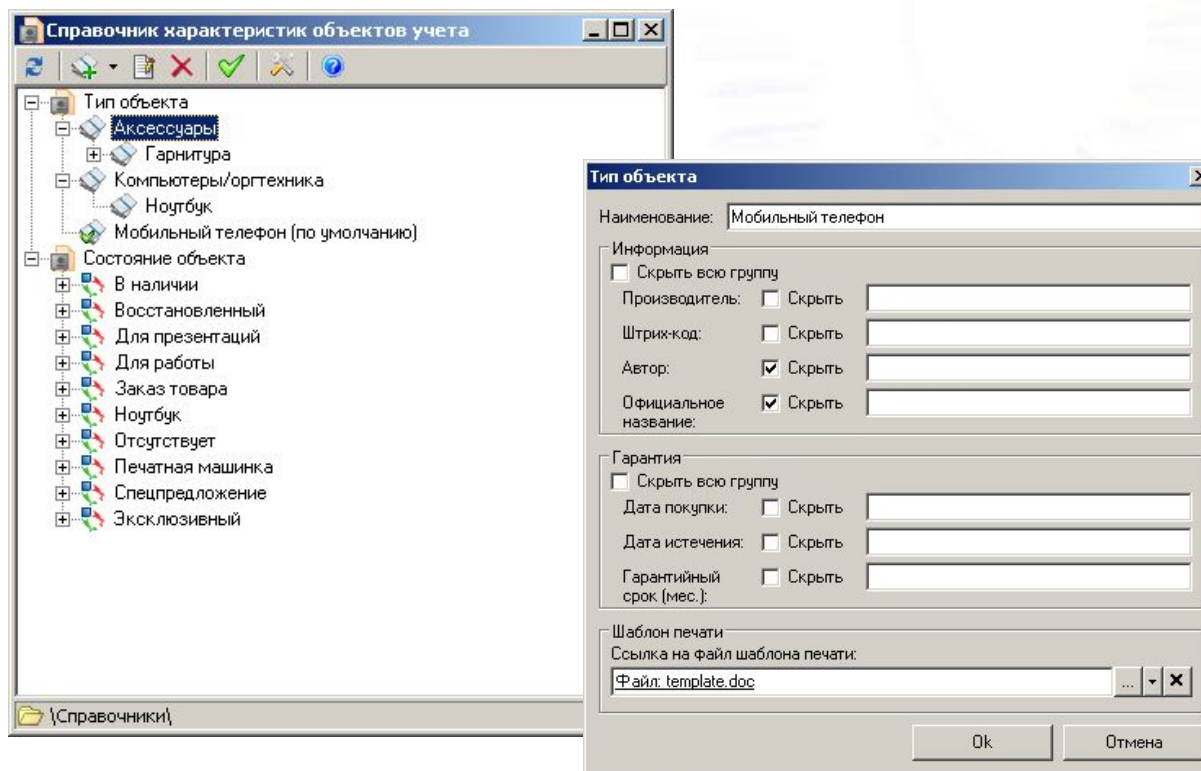 Справочник характеристик объектов учета
Тип объекта
Аксессуары
Гарнитура
Компьютеры/оргтехника
Ноутбук
Мобильный телефон (по умолчанию)
Состояние объекта
В наличии
Восстановленный
Для презентаций
Для работы
Заказ товара
Ноутбук
Отсутствует
Печатная машинка
Спецпредложение
Эксклюзивный
\Справочники\
Тип объекта
Наименование: Мобильный телефон
Информация
Скрыть всю группу
Производитель: Скрыть
Штрих-код: Скрыть
Автор: Скрыть
Официальное Скрыть
название:
Гарантия
Скрыть всю группу
Дата покупки: Скрыть
Дата истечения: Скрыть
Гарантийный Скрыть
срок (мес.):
Шаблон печати
Ссылка на файл шаблона печати:
Файл: template.doc ...
Ok Отмена